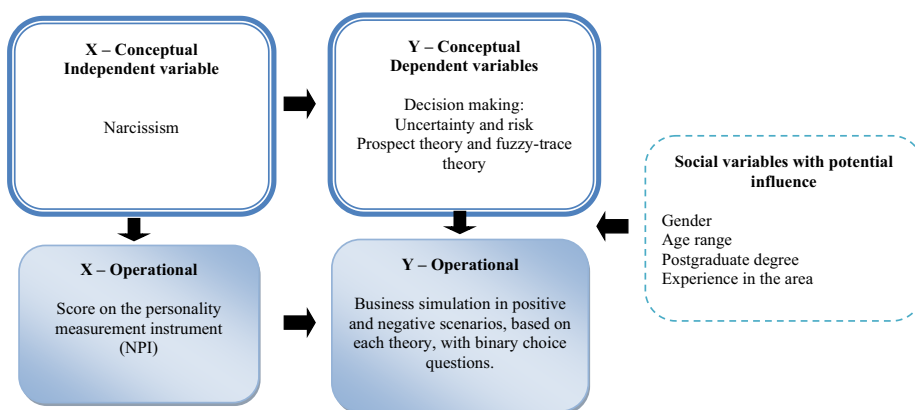 X – Conceptual
Independent variable
Narcissism
Y – Conceptual
Dependent variables
Decision making:
Uncertainty and risk
Prospect theory and fuzzy-trace
theory
Social variables with potential
influence
Gender
Age range
Postgraduate degree
Experience in the area
X – Operational
Score on the personality
measurement instrument
(NPI)
Y – Operational
Business simulation in positive
and negative scenarios, based on
each theory, with binary choice
questions.